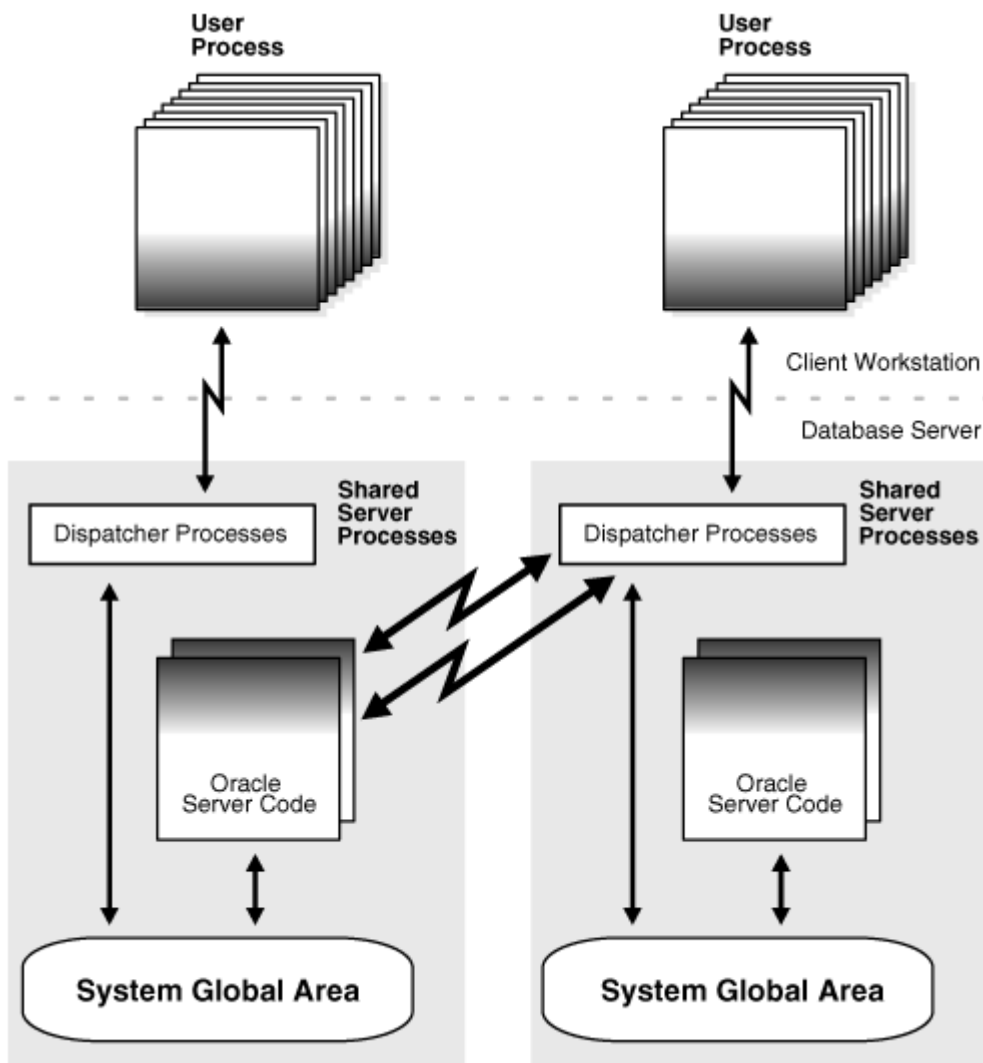 User
Process
User
Process
Client Workstation
Database Server
Shared
Server
Processes
Dispatcher Processes
Shared
Server
Processes
Dispatcher Processes
Oracle
Server Code
Oracle
Server Code
System Global Area
System Global Area